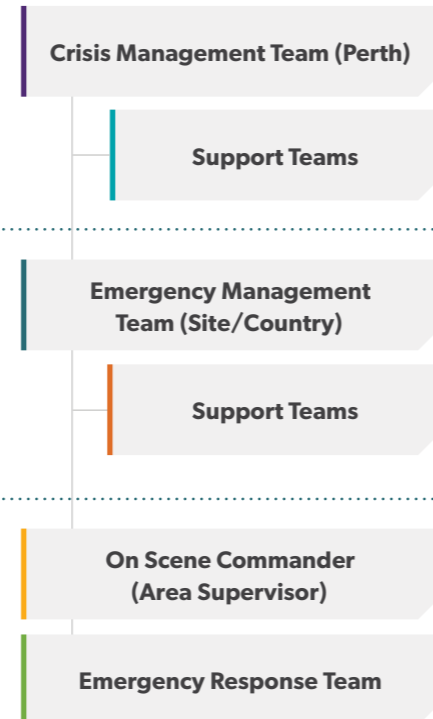 Crisis Management Team (Perth)
Support Teams
Emergency Management
Team (Site/Country)
Support Teams
On Scene Commander
(Area Supervisor)
Emergency Response Team